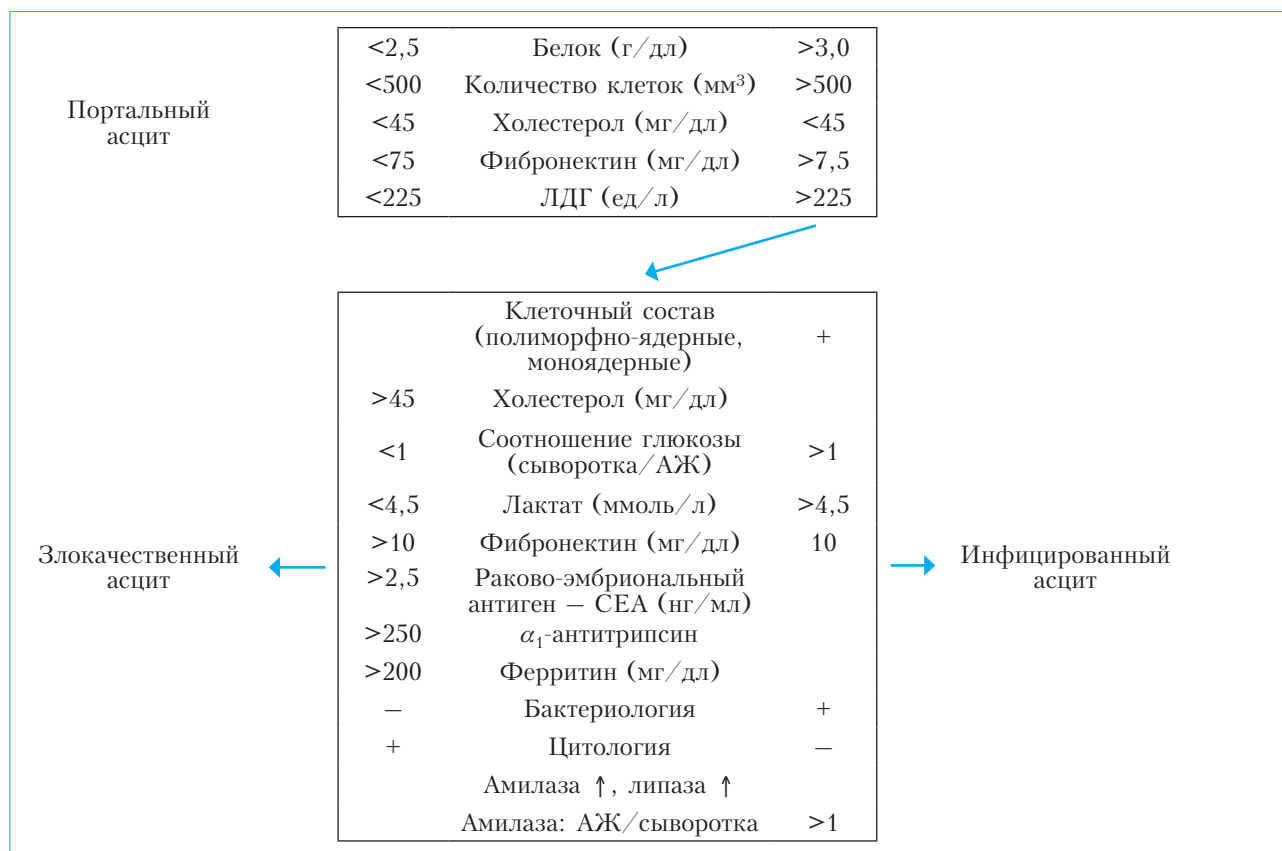 <2,5 Белок (г/дл) >3,0
<500 Количество клеток (мм³) >500
Портальный
асцит
<45 Холестерол (мг/дл) <45
<75 Фибронектин (мг/дл) >7,5
<225 ЛДГ (ед/л) >225
Клеточный состав
(полиморфно-ядерные, +
моноядерные)
>45 Холестерол (мг/дл)
<1 Соотношение глюкозы >1
(сыворотка/АЖ)
<4,5 Лактат (ммоль/л) >4,5
Злокачественный
асцит
>10 Фибронектин (мг/дл) 10
Инфицированный
асцит
>2,5 Раково-эмбриональный
антиген – СЕА (нг/мл)
>250 α₁-антитрипсин
>200 Ферритин (мг/дл)
– Бактериология +
+ Цитология –
Амилаза ↑, липаза ↑
Амилаза: АЖ/сыворотка >1